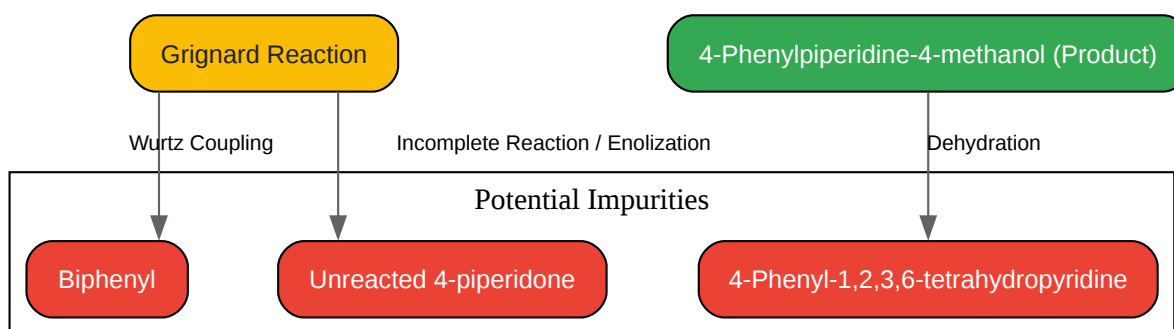 Grignard Reaction
4-Phenylpiperidine-4-methanol (Product)
Wurtz Coupling
Incomplete Reaction / Enolization
Dehydration
Potential Impurities
Biphenyl
Unreacted 4-piperidone
4-Phenyl-1,2,3,6-tetrahydropyridine